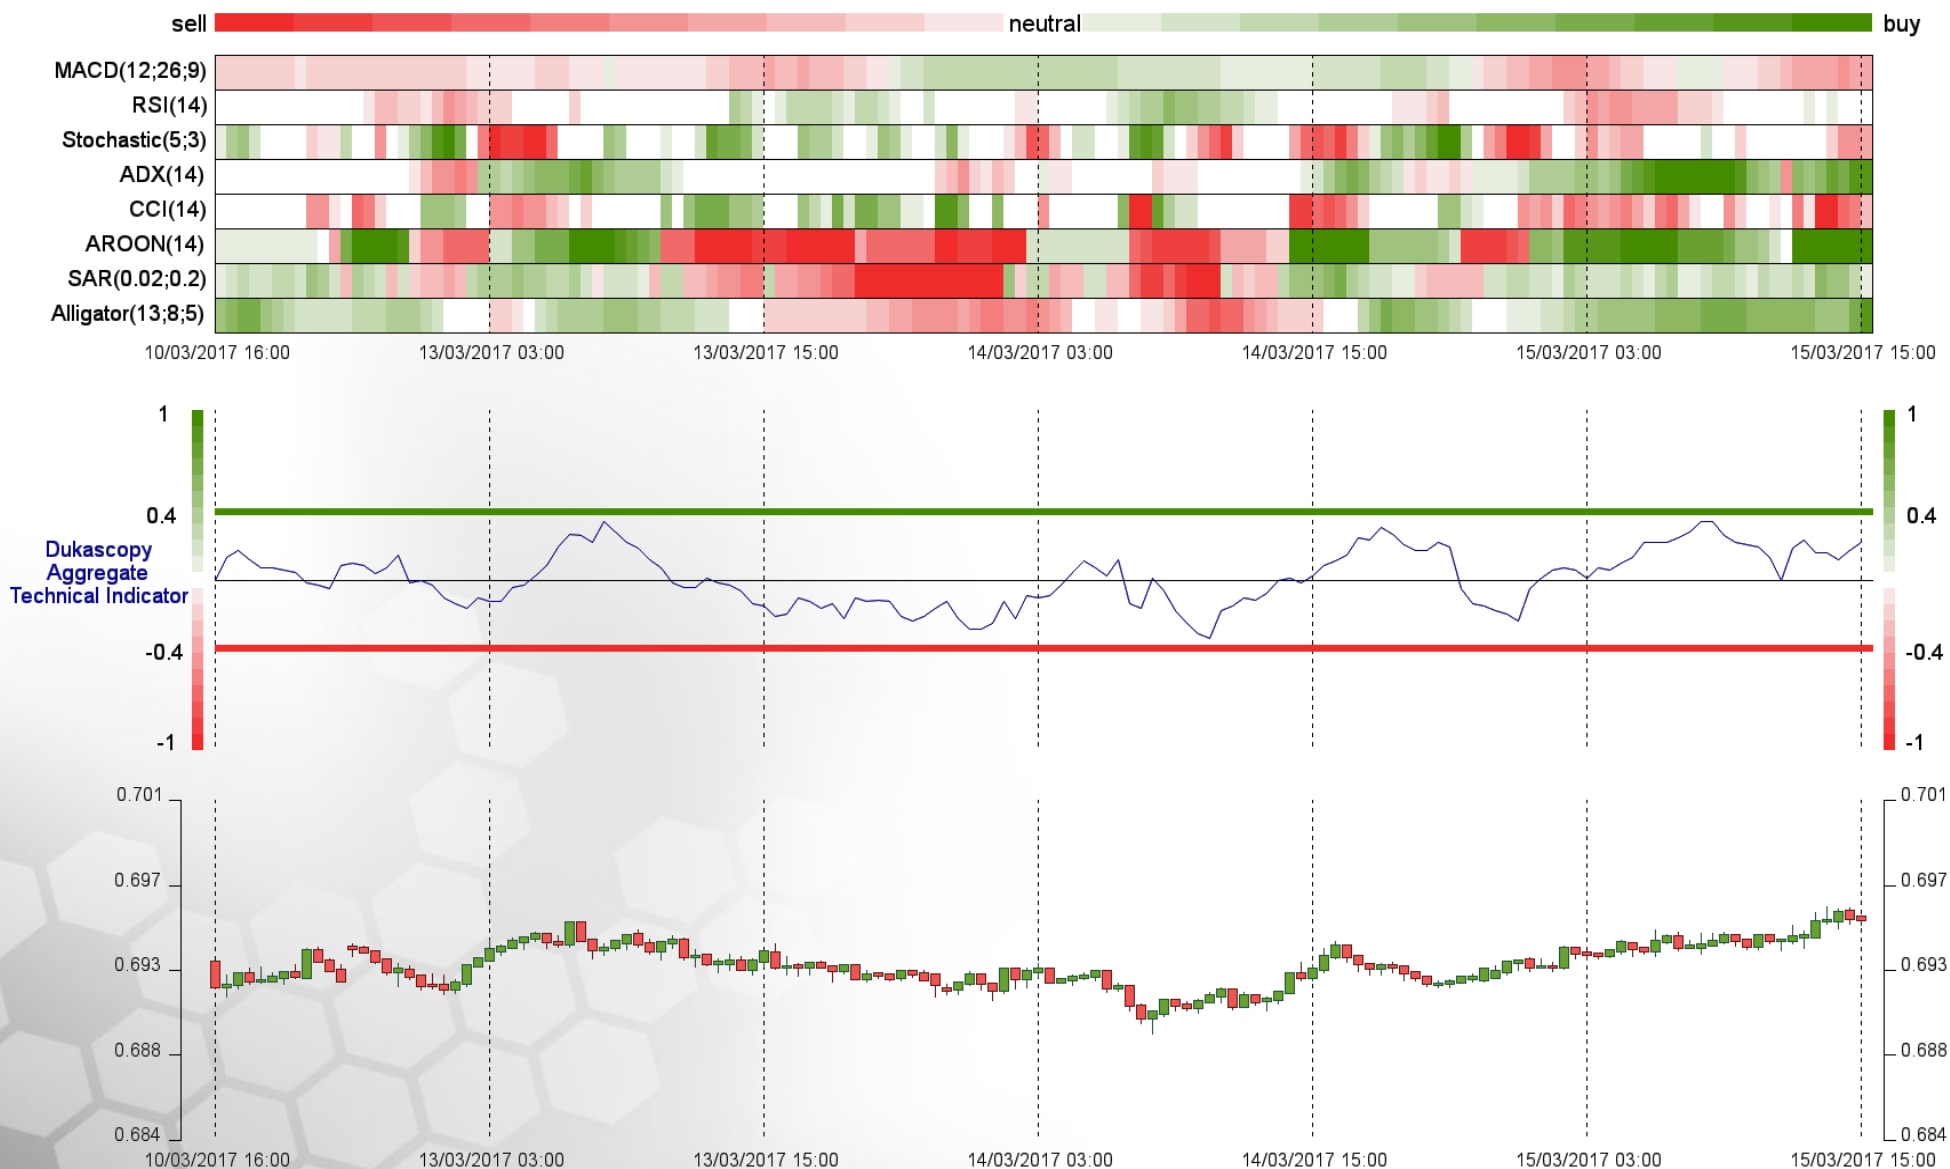 sell neutral buy
MACD(12;26;9)
RSI(14)
Stochastic(5;3)
ADX(14)
CCI(14)
AROON(14)
SAR(0.02;0.2)
Alligator(13;8;5)
10/03/2017 16:00 13/03/2017 03:00 13/03/2017 15:00 14/03/2017 03:00 14/03/2017 15:00 15/03/2017 03:00 15/03/2017 15:00
1 1
0.4 0.4
Dukascopy
Aggregate
Technical Indicator
-0.4 -0.4
-1 -1
0.701 0.701
0.697 0.697
0.693 0.693
0.688 0.688
0.684 0.684
10/03/2017 16:00 13/03/2017 03:00 13/03/2017 15:00 14/03/2017 03:00 14/03/2017 15:00 15/03/2017 03:00 15/03/2017 15:00